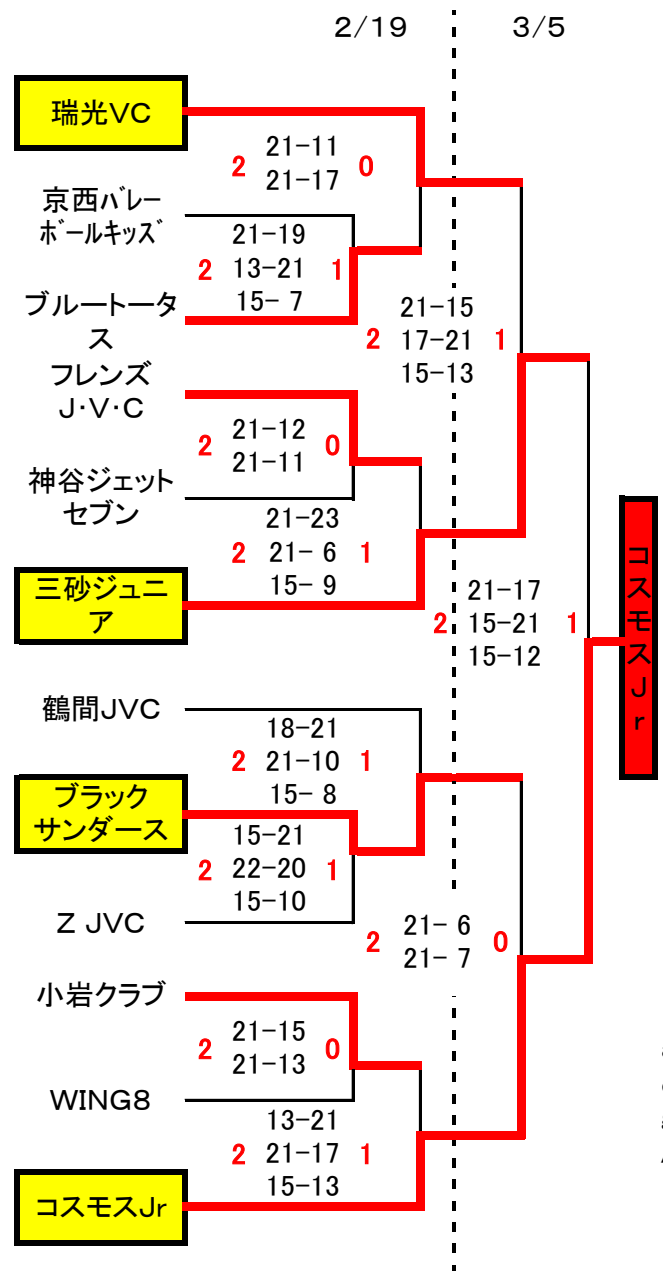 2/19
3/5
瑞光VC
21-11
2 0
21-17
京西ﾊﾞﾚｰ
ﾎﾞｰﾙｷｯｽﾞ
21-19
2 13-21 1
15- 7
ブルートータ
ス
21-15
2 17-21 1
15-13
フレンズ
J･V･C
21-12
2 0
21-11
神谷ジェット
セブン
21-23
2 21- 6 1
15- 9
三砂ジュニ
ア
21-17
2 15-21 1
15-12
コスモスJr
鶴間JVC
18-21
2 21-10 1
15- 8
ブラック
サンダース
15-21
2 22-20 1
15-10
Z JVC
21- 6
2 0
21- 7
小岩クラブ
21-15
2 0
21-13
WING8
13-21
2 21-17 1
15-13
コスモスJr